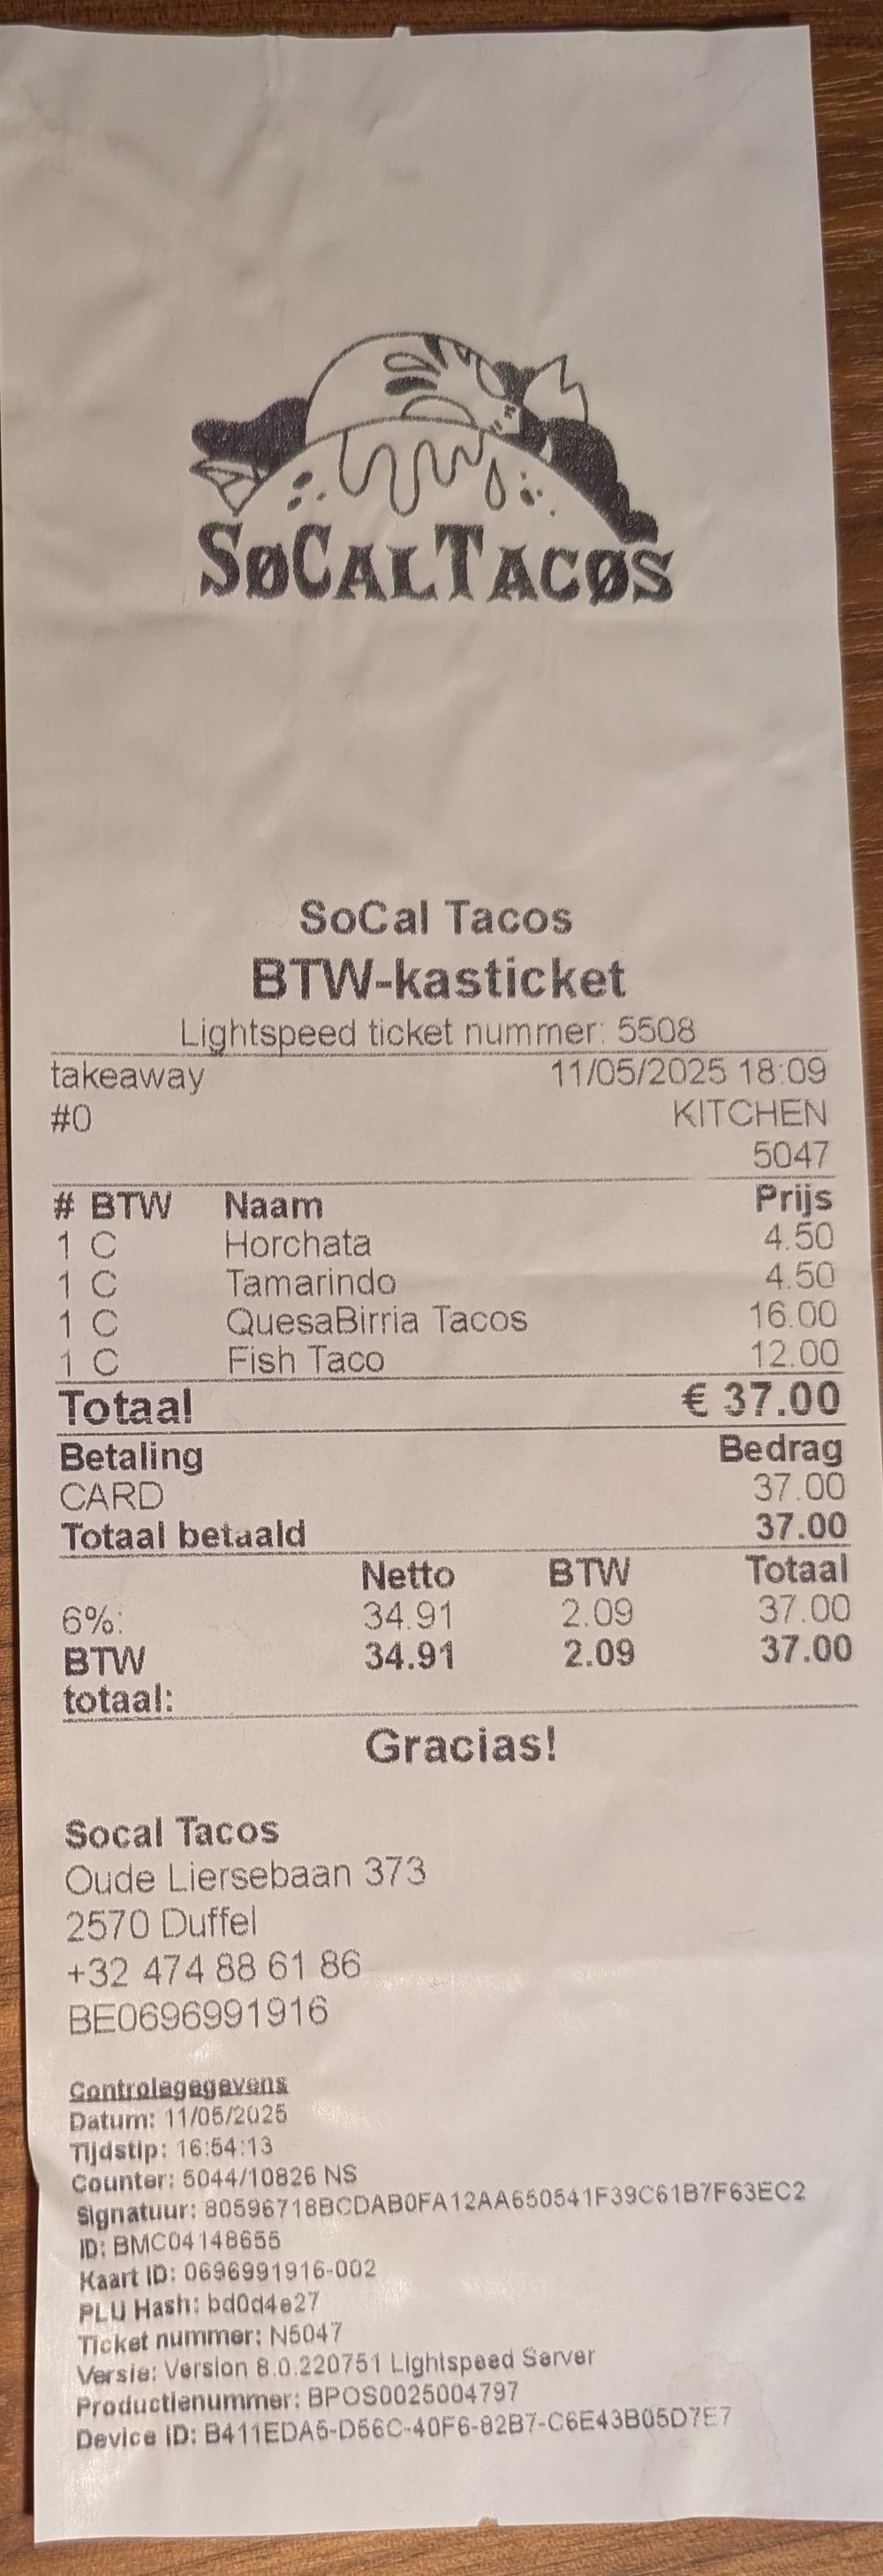 SøCALTACøS
SoCal Tacos
BTW-kasticket
Lightspeed ticket nummer: 5508
takeaway 11/05/2025 18:09
#0 KITCHEN
5047
# BTW Naam Prijs
1 C Horchata 4.50
1 C Tamarindo 4.50
1 C QuesaBirria Tacos 16.00
1 C Fish Taco 12.00
Totaal € 37.00
Betaling Bedrag
CARD 37.00
Totaal betaald 37.00
Netto BTW Totaal
6%: 34.91 2.09 37.00
BTW 34.91 2.09 37.00
totaal:
Gracias!
Socal Tacos
Oude Liersebaan 373
2570 Duffel
+32 474 88 61 86
BE0696991916
Controlegegevens
Datum: 11/05/2025
Tijdstip: 16:54:13
Counter: 5044/10826 NS
Signatuur: 80596718BCDAB0FA12AA650541F39C61B7F63EC2
ID: BMC04148655
Kaart ID: 0696991916-002
PLU Hash: bd0d4e27
Ticket nummer: N5047
Versie: Version 8.0.220751 Lightspeed Server
Productienummer: BPOS0025004797
Device ID: B411EDA5-D56C-40F6-82B7-C6E43B05D7E7